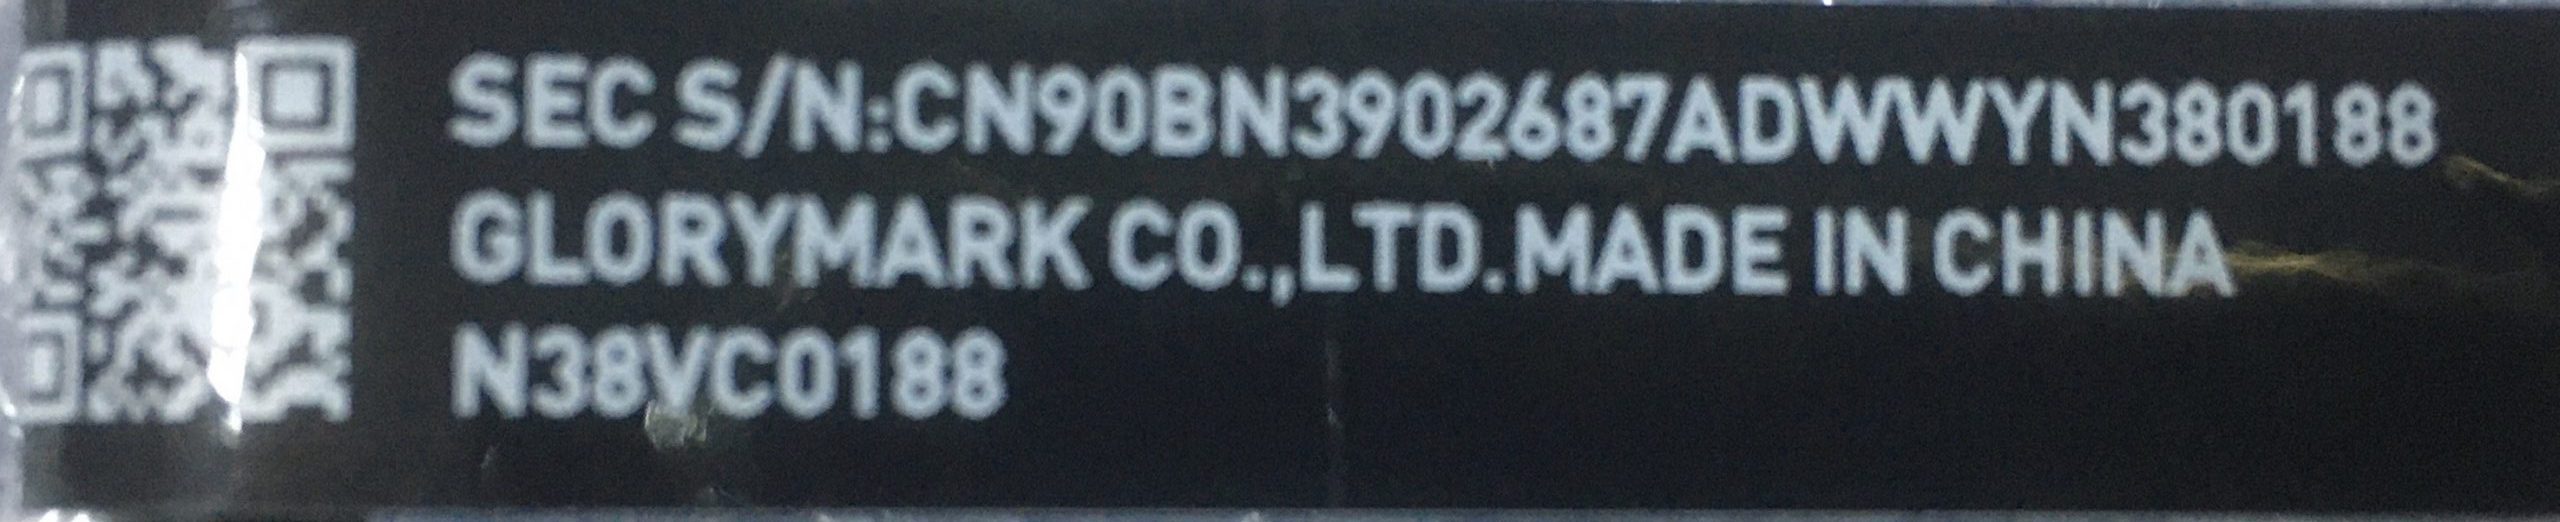 SEC S/N:CN90BN3902687ADWWYN380188
GLORYMARK CO.,LTD.MADE IN CHINA
N38VC0188